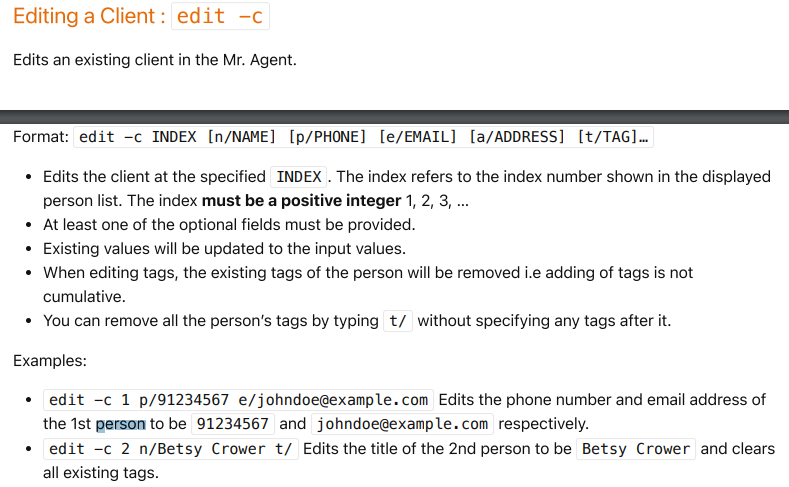 Editing a Client : edit -c
Edits an existing client in the Mr. Agent.
Format: edit -c INDEX [n/NAME] [p/PHONE] [e/EMAIL] [a/ADDRESS] [t/TAG]…
• Edits the client at the specified INDEX. The index refers to the index number shown in the displayed
person list. The index must be a positive integer 1, 2, 3, …
• At least one of the optional fields must be provided.
• Existing values will be updated to the input values.
• When editing tags, the existing tags of the person will be removed i.e adding of tags is not
cumulative.
• You can remove all the person’s tags by typing t/ without specifying any tags after it.
Examples:
• edit -c 1 p/91234567 e/johndoe@example.com Edits the phone number and email address of
the 1st person to be 91234567 and johndoe@example.com respectively.
• edit -c 2 n/Betsy Crower t/ Edits the title of the 2nd person to be Betsy Crower and clears
all existing tags.